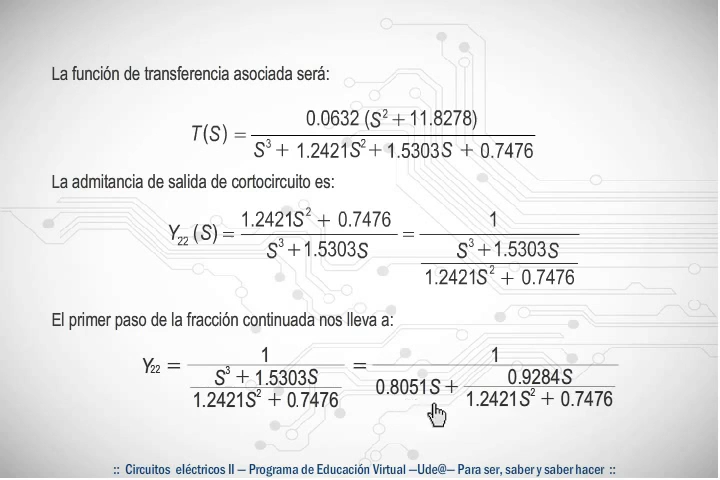 La función de transferencia asociada será:
T(S) = 0.0632 (S² + 11.8278) / S³ + 1.2421S² + 1.5303S + 0.7476
La admitancia de salida de cortocircuito es:
Y₂₂ (S) = 1.2421S² + 0.7476 / S³ + 1.5303S = 1 / S³ + 1.5303S / 1.2421S² + 0.7476
El primer paso de la fracción continuada nos lleva a:
Y₂₂ = 1 / S³ + 1.5303S / 1.2421S² + 0.7476 = 1 / 0.8051S + 0.9284S / 1.2421S² + 0.7476
:: Circuitos eléctricos II – Programa de Educación Virtual –Ude@– Para ser, saber y saber hacer ::